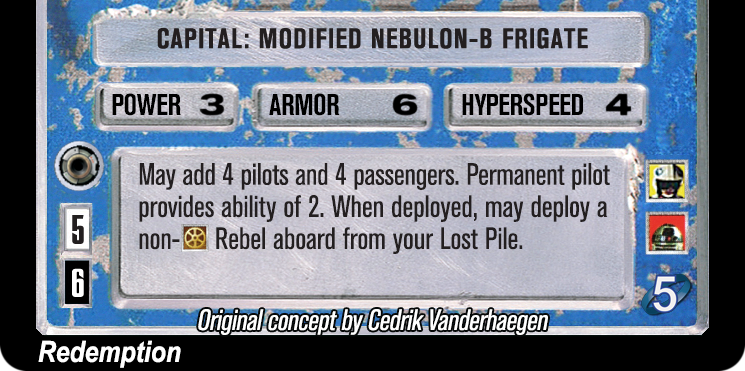 CAPITAL: MODIFIED NEBULON-B FRIGATE
POWER 3 ARMOR 6 HYPERSPEED 4
May add 4 pilots and 4 passengers. Permanent pilot
provides ability of 2. When deployed, may deploy a
non- Rebel aboard from your Lost Pile.
5
6
5
Original concept by Cedrik Vanderhaegen
Redemption